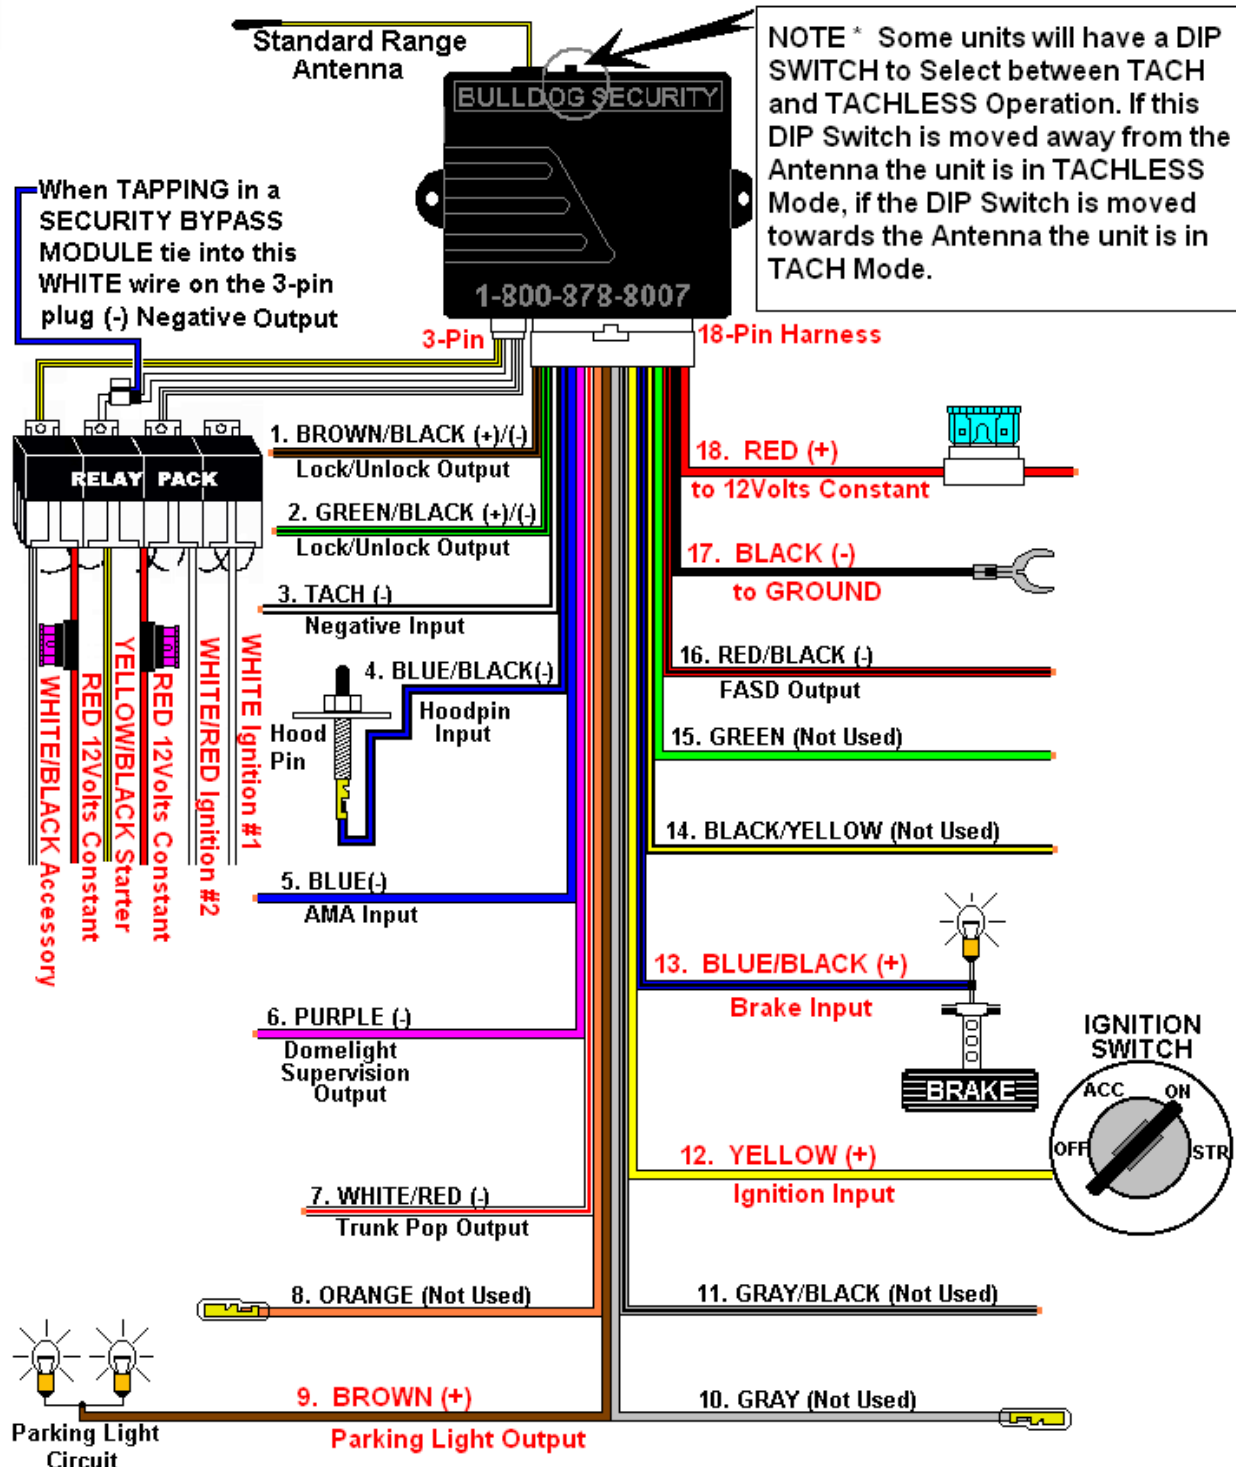 Standard Range
Antenna
BULLDOG SECURITY
1-800-878-8007
NOTE * Some units will have a DIP
SWITCH to Select between TACH
and TACHLESS Operation. If this
DIP Switch is moved away from the
Antenna the unit is in TACHLESS
Mode, if the DIP Switch is moved
towards the Antenna the unit is in
TACH Mode.
When TAPPING in a
SECURITY BYPASS
MODULE tie into this
WHITE wire on the 3-pin
plug (-) Negative Output
3-Pin
18-Pin Harness
RELAY PACK
WHITE/BLACK Accessory
RED 12Volts Constant
YELLOW/BLACK Starter
RED 12Volts Constant
WHITE/RED Ignition #2
WHITE Ignition #1
1. BROWN/BLACK (+)/(-)
Lock/Unlock Output
2. GREEN/BLACK (+)/(-)
Lock/Unlock Output
3. TACH (-)
Negative Input
4. BLUE/BLACK(-)
Hoodpin
Input
Hood
Pin
5. BLUE(-)
AMA Input
6. PURPLE (-)
Domelight
Supervision
Output
7. WHITE/RED (-)
Trunk Pop Output
8. ORANGE (Not Used)
9. BROWN (+)
Parking Light Output
Parking Light
Circuit
18. RED (+)
to 12Volts Constant
17. BLACK (-)
to GROUND
16. RED/BLACK (-)
FASD Output
15. GREEN (Not Used)
14. BLACK/YELLOW (Not Used)
13. BLUE/BLACK (+)
Brake Input
BRAKE
IGNITION
SWITCH
ACC
ON
OFF
STR
12. YELLOW (+)
Ignition Input
11. GRAY/BLACK (Not Used)
10. GRAY (Not Used)